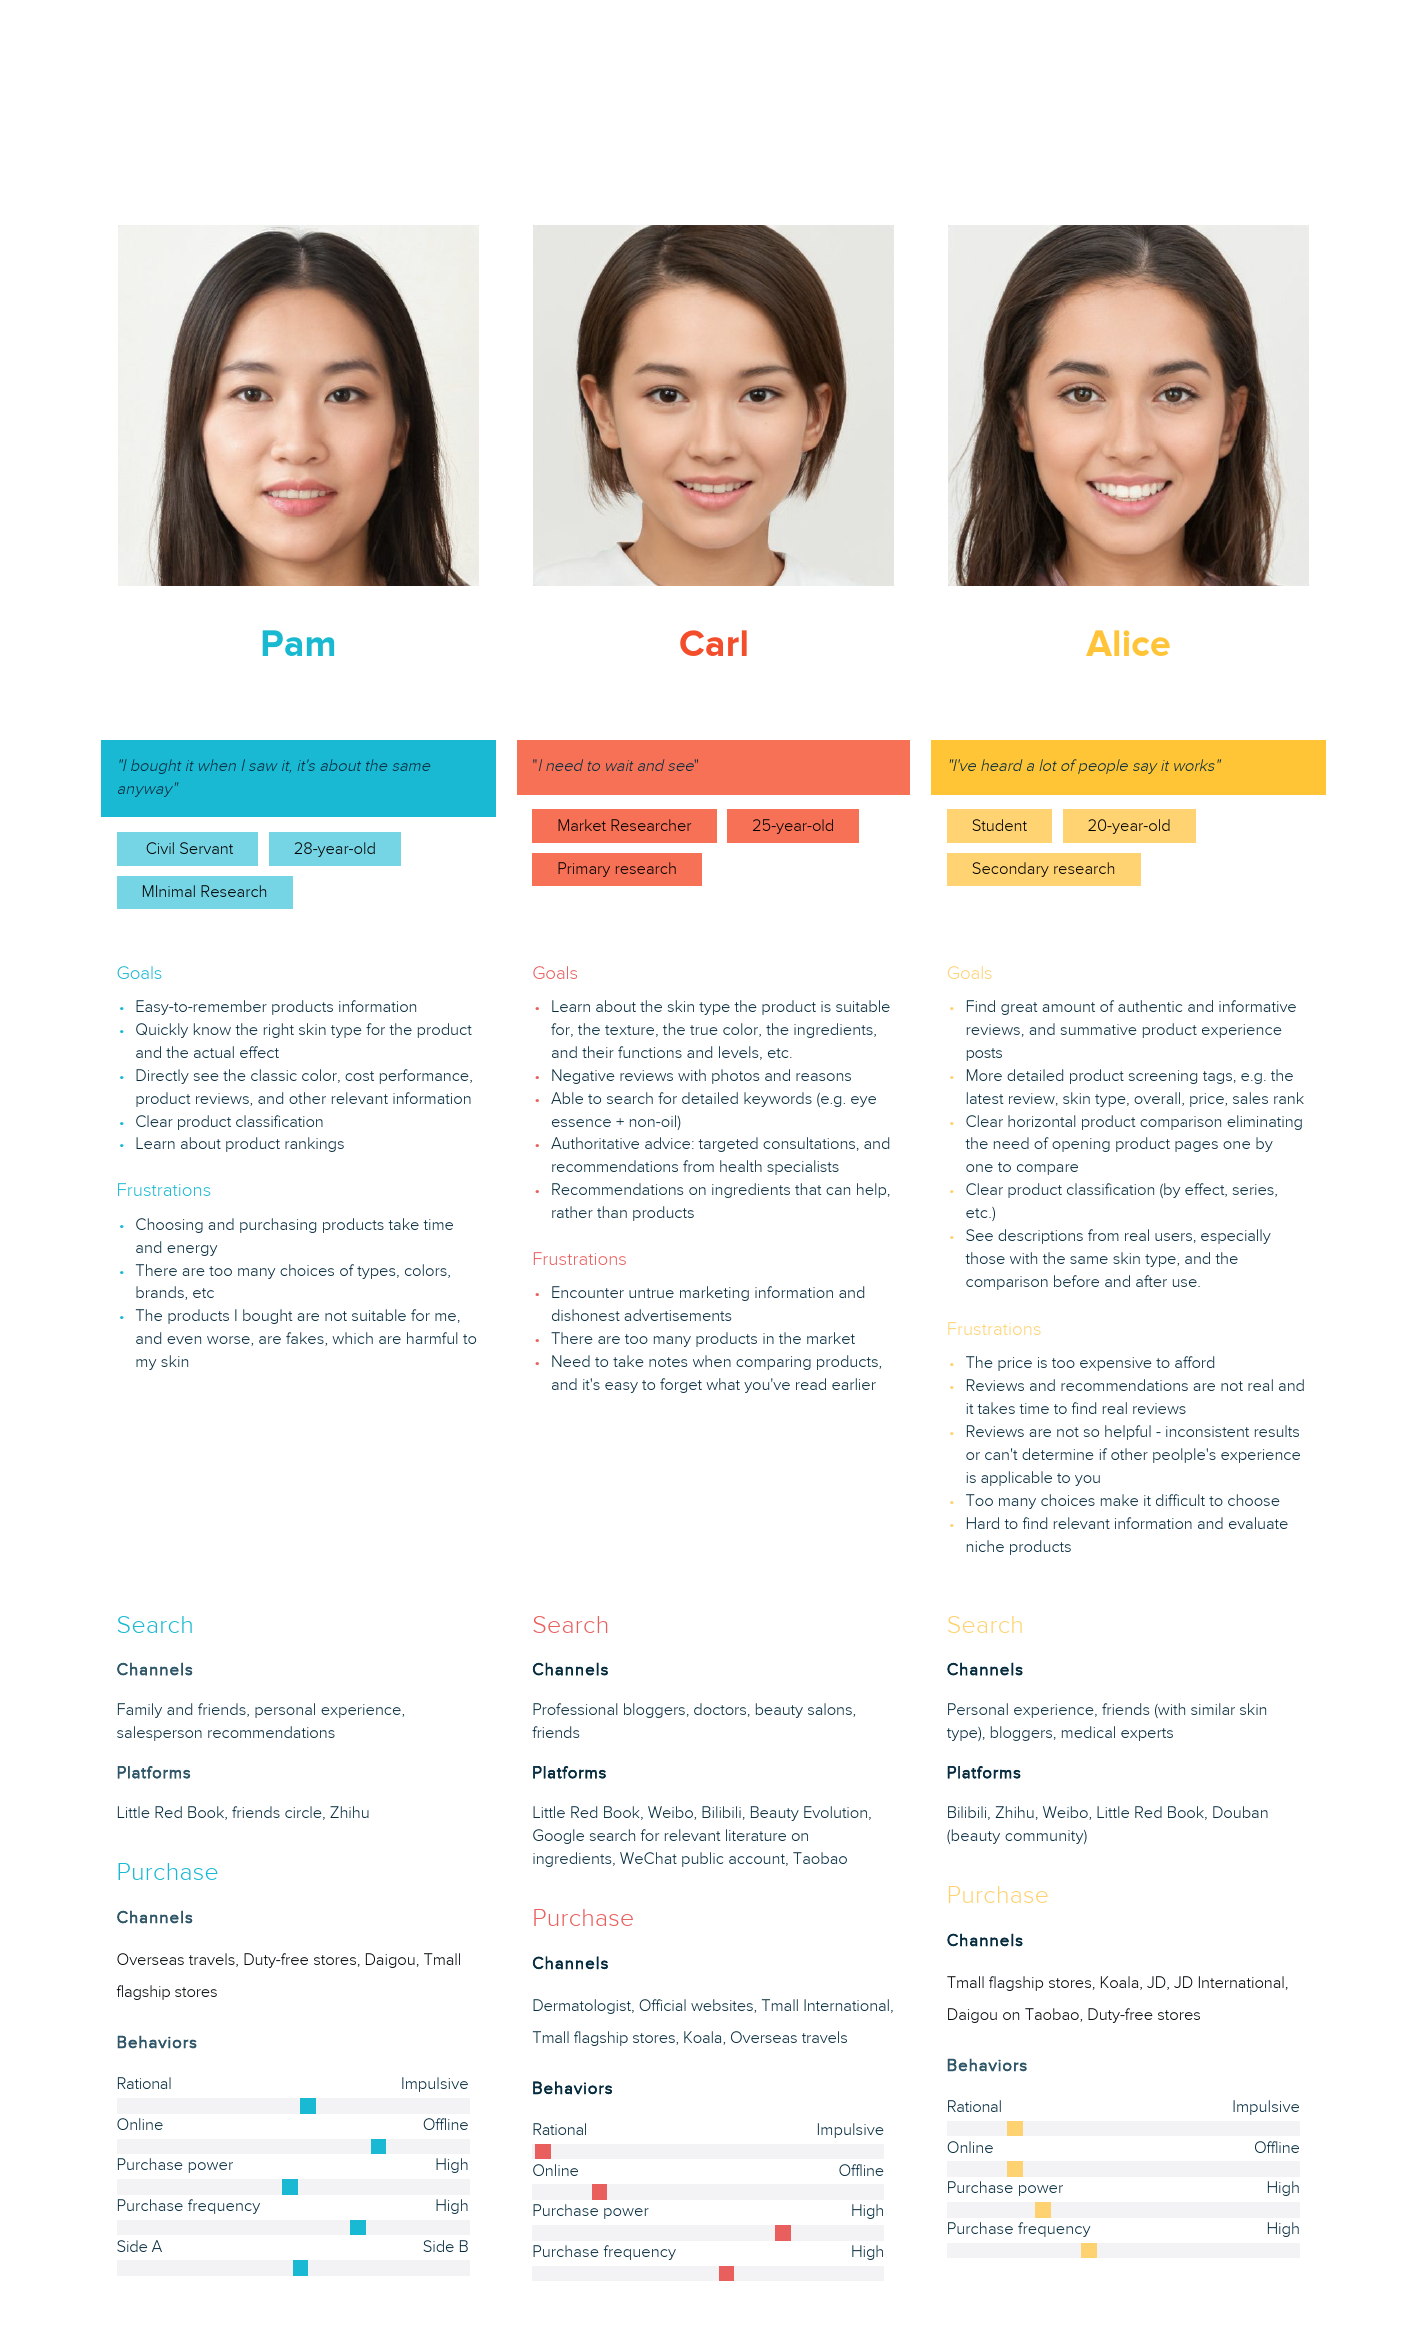 Pam
"I bought it when I saw it, it's about the same
anyway"
Civil Servant
28-year-old
MInimal Research
Goals
• Easy-to-remember products information
• Quickly know the right skin type for the product
and the actual effect
• Directly see the classic color, cost performance,
product reviews, and other relevant information
• Clear product classification
• Learn about product rankings
Frustrations
• Choosing and purchasing products take time
and energy
• There are too many choices of types, colors,
brands, etc
• The products I bought are not suitable for me,
and even worse, are fakes, which are harmful to
my skin
Search
Channels
Family and friends, personal experience,
salesperson recommendations
Platforms
Little Red Book, friends circle, Zhihu
Purchase
Channels
Overseas travels, Duty-free stores, Daigou, Tmall
flagship stores
Behaviors
Rational Impulsive
Online Offline
Purchase power High
Purchase frequency High
Side A Side B
Carl
"I need to wait and see"
Market Researcher
25-year-old
Primary research
Goals
• Learn about the skin type the product is suitable
for, the texture, the true color, the ingredients,
and their functions and levels, etc.
• Negative reviews with photos and reasons
• Able to search for detailed keywords (e.g. eye
essence + non-oil)
• Authoritative advice: targeted consultations, and
recommendations from health specialists
• Recommendations on ingredients that can help,
rather than products
Frustrations
• Encounter untrue marketing information and
dishonest advertisements
• There are too many products in the market
• Need to take notes when comparing products,
and it's easy to forget what you've read earlier
Search
Channels
Professional bloggers, doctors, beauty salons,
friends
Platforms
Little Red Book, Weibo, Bilibili, Beauty Evolution,
Google search for relevant literature on
ingredients, WeChat public account, Taobao
Purchase
Channels
Dermatologist, Official websites, Tmall International,
Tmall flagship stores, Koala, Overseas travels
Behaviors
Rational Impulsive
Online Offline
Purchase power High
Purchase frequency High
Alice
"I've heard a lot of people say it works"
Student
20-year-old
Secondary research
Goals
• Find great amount of authentic and informative
reviews, and summative product experience
posts
• More detailed product screening tags, e.g. the
latest review, skin type, overall, price, sales rank
• Clear horizontal product comparison eliminating
the need of opening product pages one by
one to compare
• Clear product classification (by effect, series,
etc.)
• See descriptions from real users, especially
those with the same skin type, and the
comparison before and after use.
Frustrations
• The price is too expensive to afford
• Reviews and recommendations are not real and
it takes time to find real reviews
• Reviews are not so helpful - inconsistent results
or can't determine if other peolple's experience
is applicable to you
• Too many choices make it difficult to choose
• Hard to find relevant information and evaluate
niche products
Search
Channels
Personal experience, friends (with similar skin
type), bloggers, medical experts
Platforms
Bilibili, Zhihu, Weibo, Little Red Book, Douban
(beauty community)
Purchase
Channels
Tmall flagship stores, Koala, JD, JD International,
Daigou on Taobao, Duty-free stores
Behaviors
Rational Impulsive
Online Offline
Purchase power High
Purchase frequency High